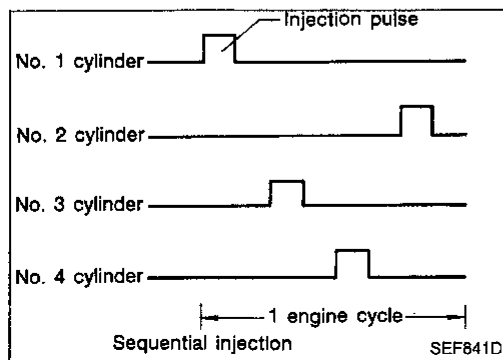 Injection pulse
No. 1 cylinder
No. 2 cylinder
No. 3 cylinder
No. 4 cylinder
1 engine cycle
Sequential injection
SEF841D